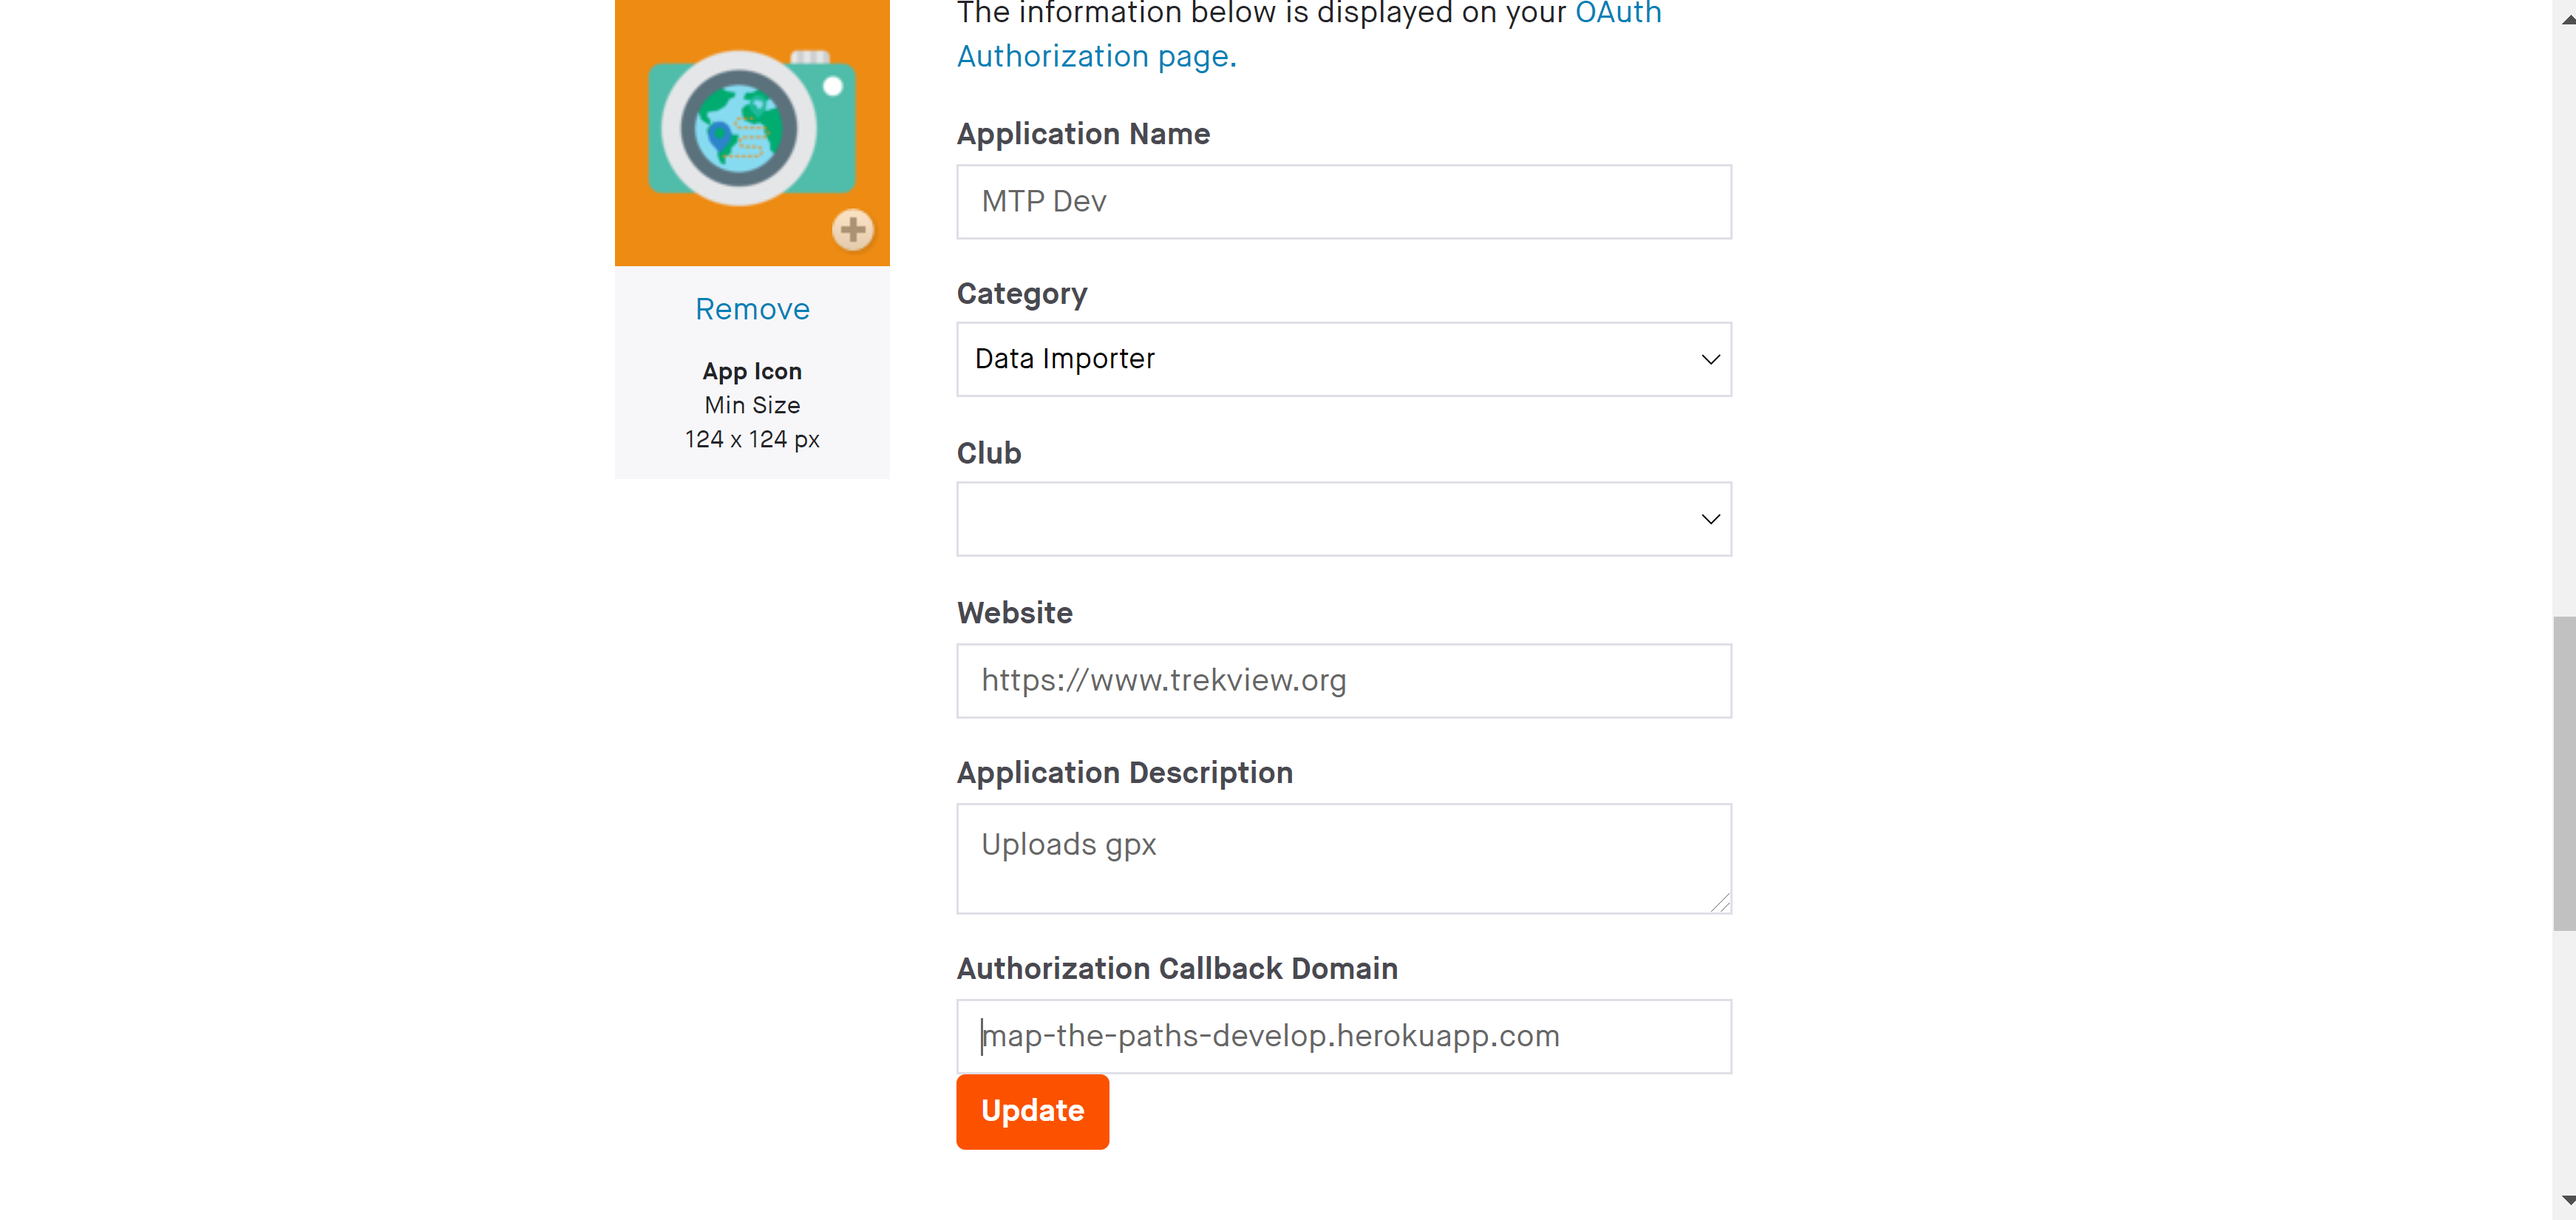 The information below is displayed on your OAuth
Authorization page.
Remove
App Icon
Min Size
124 x 124 px
Application Name
MTP Dev
Category
Data Importer
Club
Website
https://www.trekview.org
Application Description
Uploads gpx
Authorization Callback Domain
map-the-paths-develop.herokuapp.com
Update